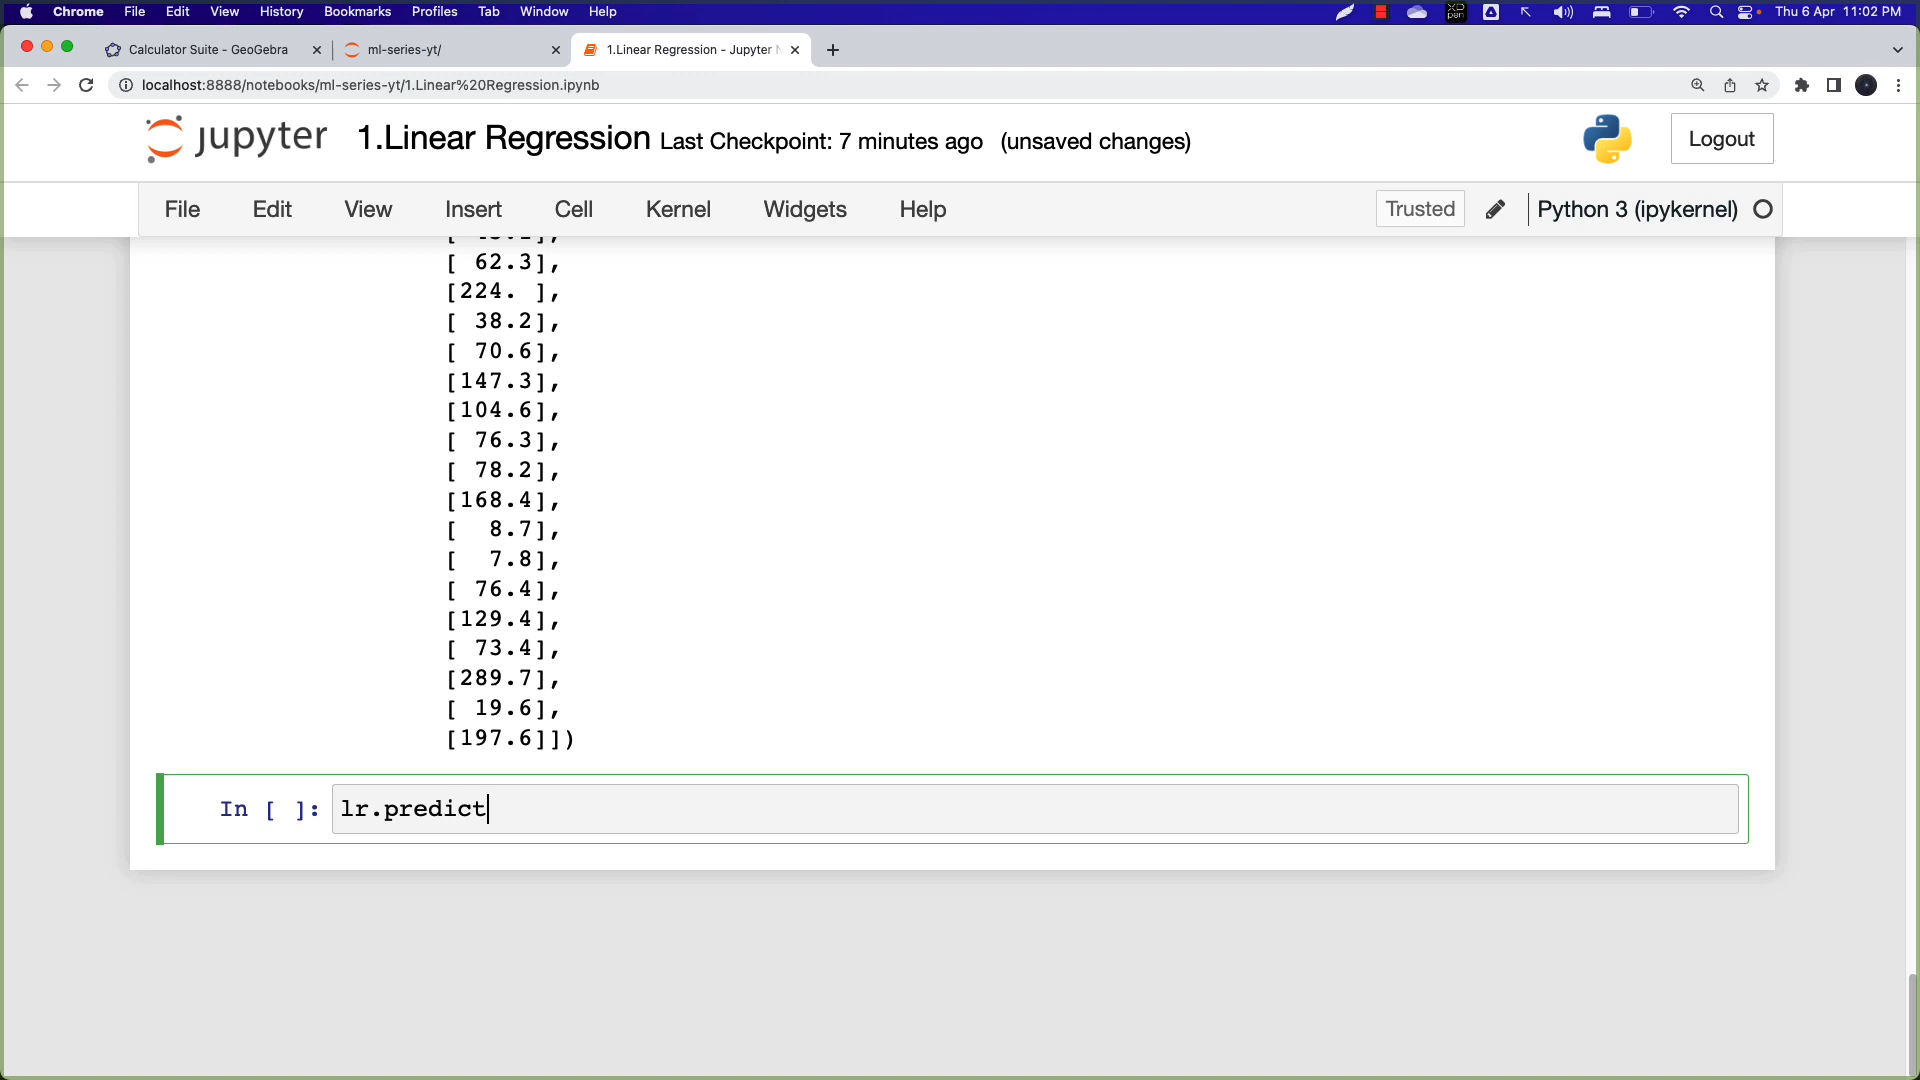 Chrome File Edit View History Bookmarks Profiles Tab Window Help Thu 6 Apr 11:02 PM
Calculator Suite - GeoGebra ml-series-yt/ 1.Linear Regression - Jupyter N
localhost:8888/notebooks/ml-series-yt/1.Linear%20Regression.ipynb
jupyter 1.Linear Regression Last Checkpoint: 7 minutes ago (unsaved changes) Logout
File Edit View Insert Cell Kernel Widgets Help Trusted Python 3 (ipykernel)
[ 62.3],
[224. ],
[ 38.2],
[ 70.6],
[147.3],
[104.6],
[ 76.3],
[ 78.2],
[168.4],
[  8.7],
[  7.8],
[ 76.4],
[129.4],
[ 73.4],
[289.7],
[ 19.6],
[197.6]])
In [ ]: lr.predict